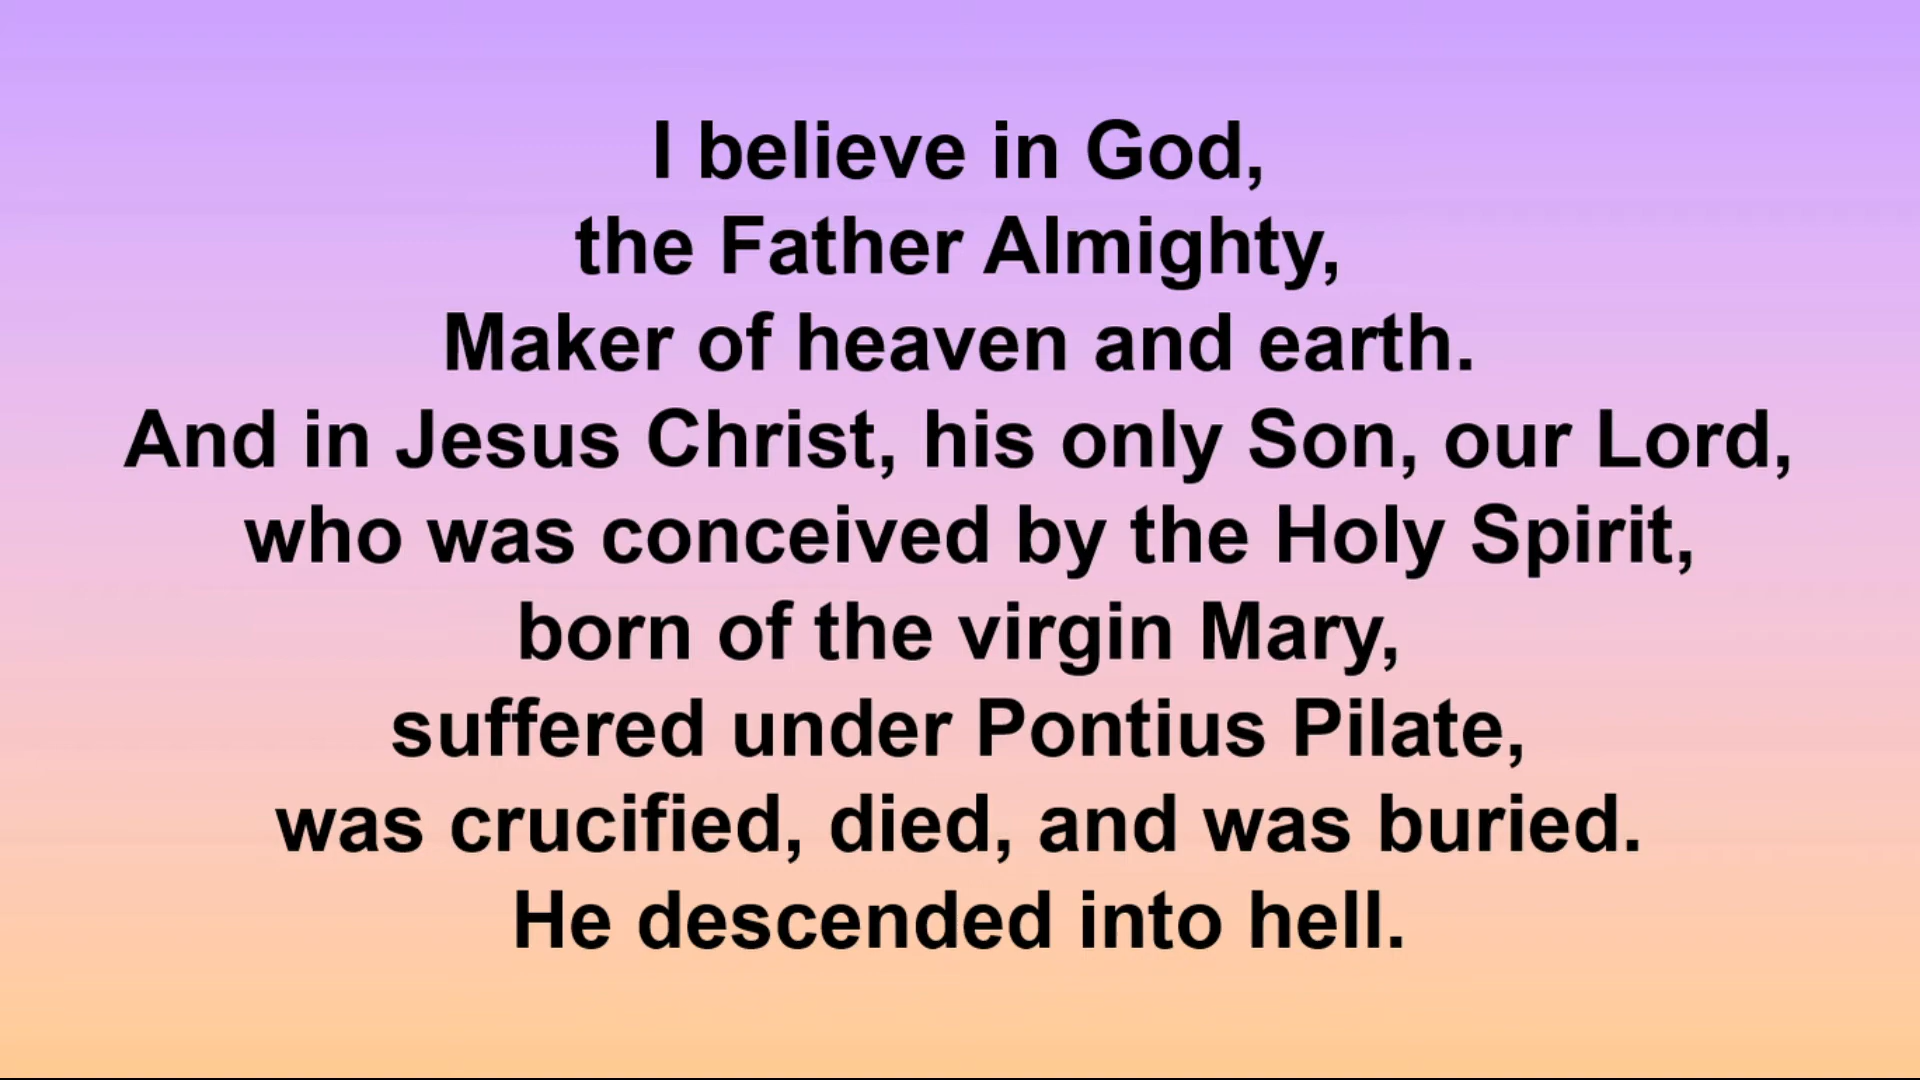 I believe in God,
the Father Almighty,
Maker of heaven and earth.
And in Jesus Christ, his only Son, our Lord,
who was conceived by the Holy Spirit,
born of the virgin Mary,
suffered under Pontius Pilate,
was crucified, died, and was buried.
He descended into hell.